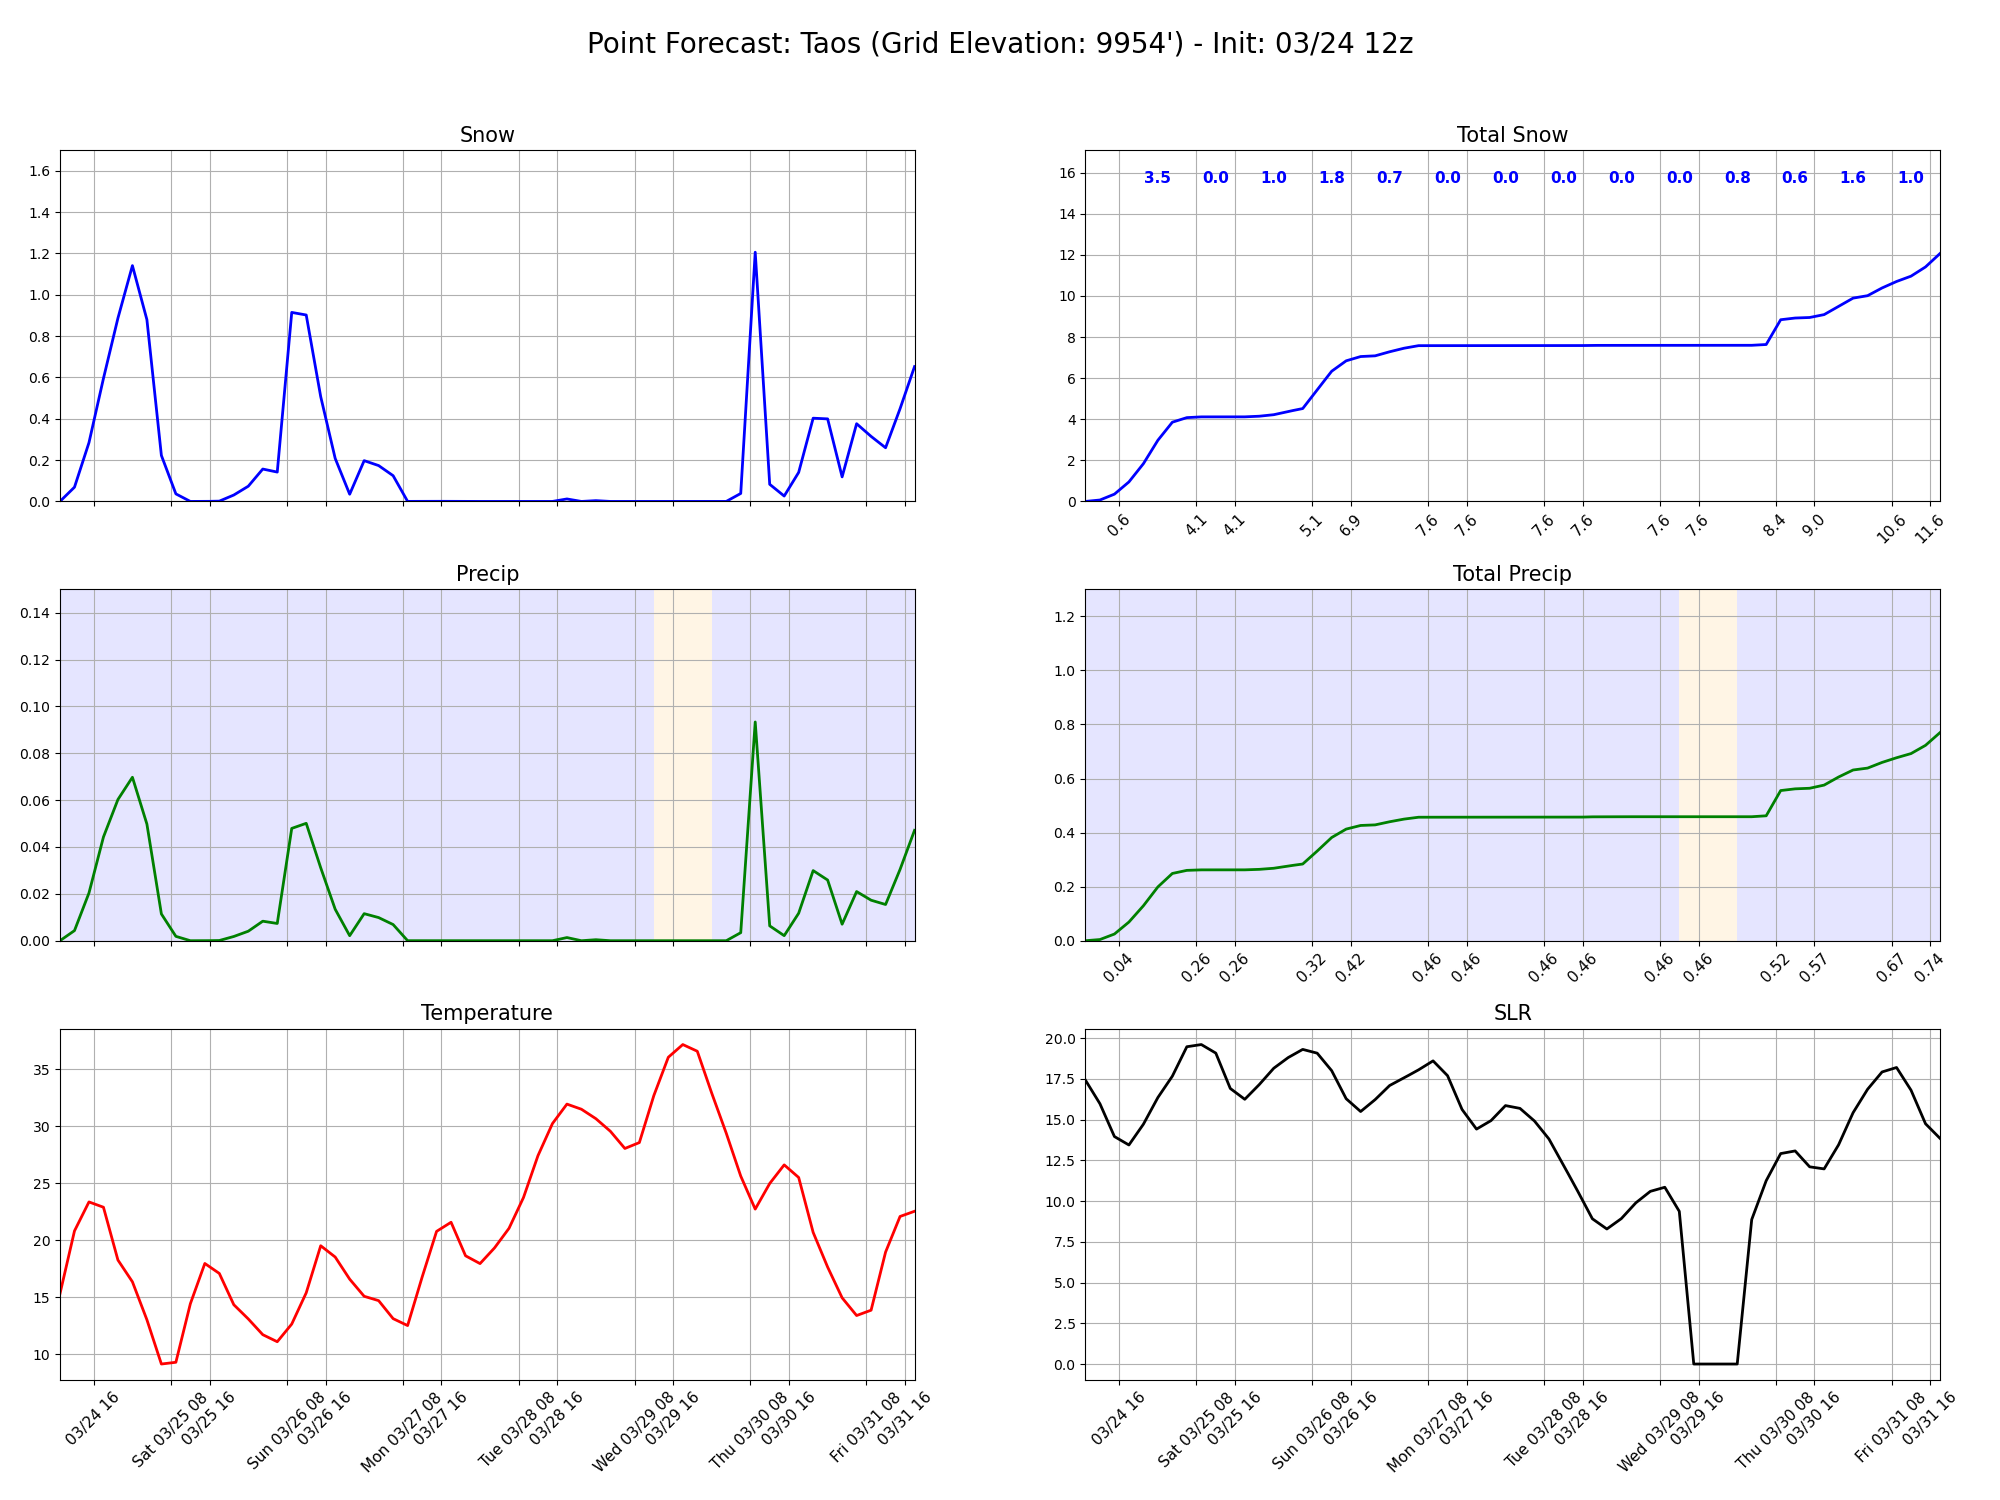 Point Forecast: Taos (Grid Elevation: 9954') - Init: 03/24 12z
Snow
1.6
1.4
1.2
1.0
0.8
0.6
0.4
0.2
0.0
Total Snow
3.5 0.0 1.0 1.8 0.7 0.0 0.0 0.0 0.0 0.0 0.8 0.6 1.6 1.0
16
14
12
10
8
6
4
2
0
0.6 4.1 4.1 5.1 6.9 7.6 7.6 7.6 7.6 7.6 7.6 8.4 9.0 10.6 11.6
Precip
0.14
0.12
0.10
0.08
0.06
0.04
0.02
0.00
Total Precip
1.2
1.0
0.8
0.6
0.4
0.2
0.0
0.04 0.26 0.26 0.32 0.42 0.46 0.46 0.46 0.46 0.46 0.46 0.52 0.57 0.67 0.74
Temperature
35
30
25
20
15
10
03/24 16
Sat 03/25 08
03/25 16
Sun 03/26 08
03/26 16
Mon 03/27 08
03/27 16
Tue 03/28 08
03/28 16
Wed 03/29 08
03/29 16
Thu 03/30 08
03/30 16
Fri 03/31 08
03/31 16
SLR
20.0
17.5
15.0
12.5
10.0
7.5
5.0
2.5
0.0
03/24 16
Sat 03/25 08
03/25 16
Sun 03/26 08
03/26 16
Mon 03/27 08
03/27 16
Tue 03/28 08
03/28 16
Wed 03/29 08
03/29 16
Thu 03/30 08
03/30 16
Fri 03/31 08
03/31 16